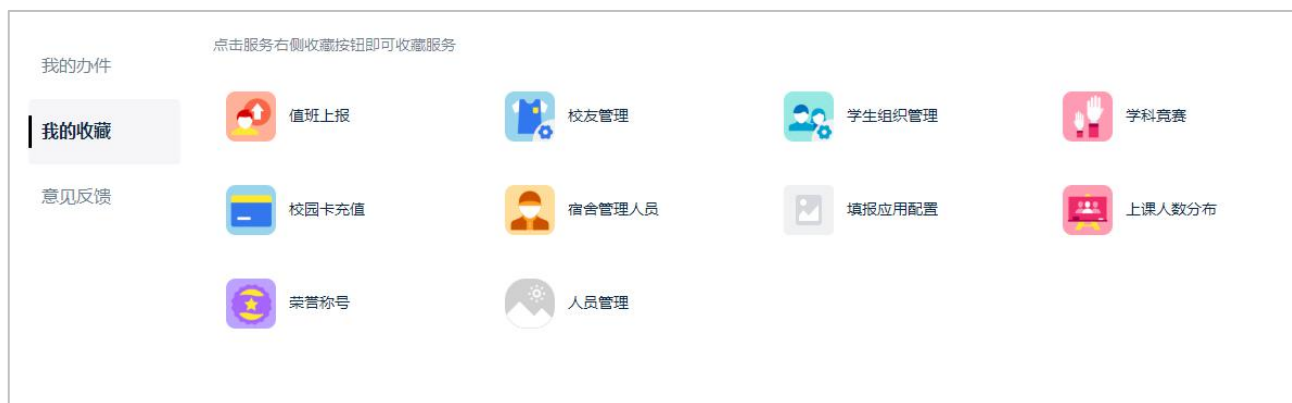 点击服务右侧收藏按钮即可收藏服务
我的办件
我的收藏
意见反馈
值班上报
校友管理
学生组织管理
学科竞赛
校园卡充值
宿舍管理人员
填报应用配置
上课人数分布
荣誉称号
人员管理